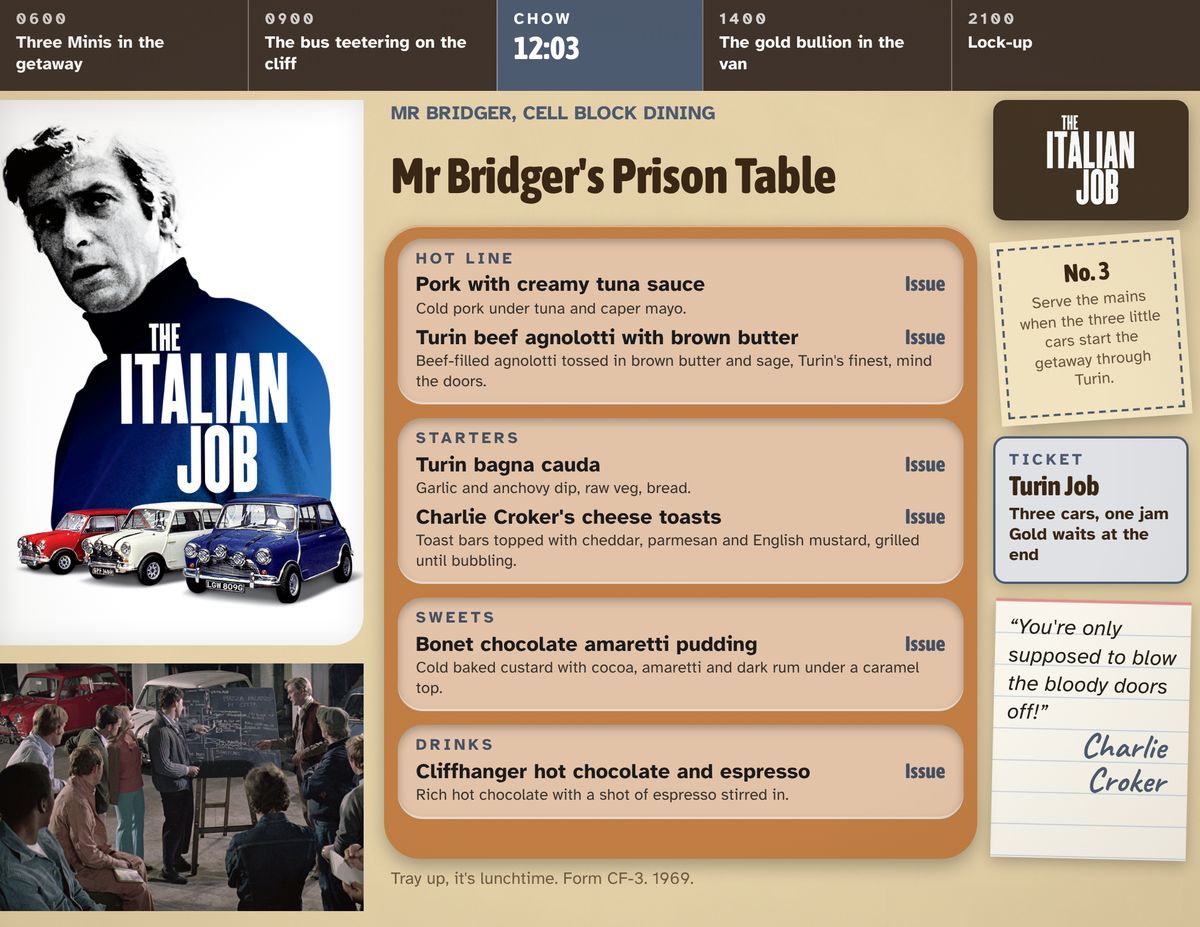 0600
Three Minis in the
getaway
0900
The bus teetering on the
cliff
CHOW
12:03
1400
The gold bullion in the
van
2100
Lock-up
THE
ITALIAN
JOB
LGW 809G
MR BRIDGER, CELL BLOCK DINING
Mr Bridger's Prison Table
HOT LINE
Pork with creamy tuna sauce Issue
Cold pork under tuna and caper mayo.
Turin beef agnolotti with brown butter Issue
Beef-filled agnolotti tossed in brown butter and sage, Turin's finest, mind
the doors.
STARTERS
Turin bagna cauda Issue
Garlic and anchovy dip, raw veg, bread.
Charlie Croker's cheese toasts Issue
Toast bars topped with cheddar, parmesan and English mustard, grilled
until bubbling.
SWEETS
Bonet chocolate amaretti pudding Issue
Cold baked custard with cocoa, amaretti and dark rum under a caramel
top.
DRINKS
Cliffhanger hot chocolate and espresso Issue
Rich hot chocolate with a shot of espresso stirred in.
Tray up, it's lunchtime. Form CF-3. 1969.
THE
ITALIAN
JOB
No. 3
Serve the mains
when the three little
cars start the
getaway through
Turin.
TICKET
Turin Job
Three cars, one jam
Gold waits at the
end
“You're only
supposed to blow
the bloody doors
off!”
Charlie
Croker